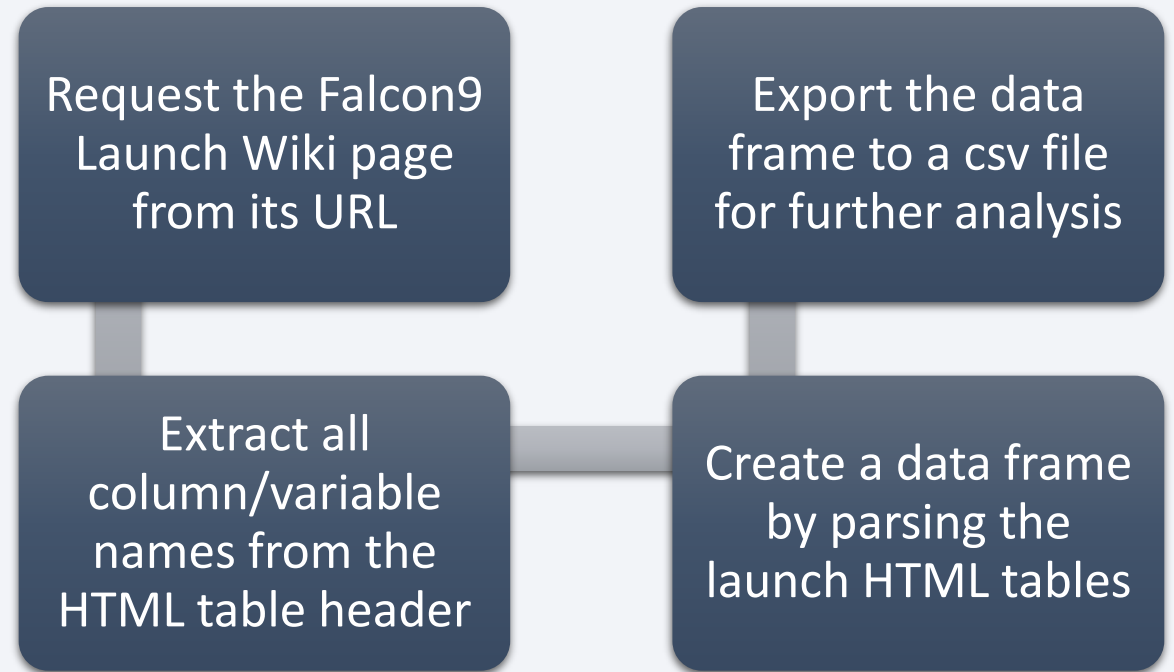 Request the Falcon9
Launch Wiki page
from its URL
Extract all
column/variable
names from the
HTML table header
Create a data frame
by parsing the
launch HTML tables
Export the data
frame to a csv file
for further analysis